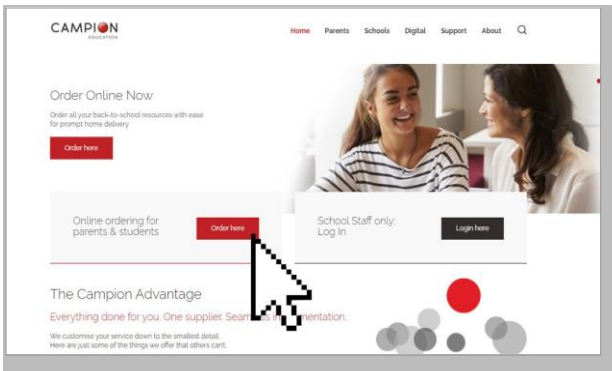 CAMPION
EDUCATION
Home Parents Schools Digital Support About
Order Online Now
Order all your back-to-school resources with ease
for prompt home delivery
Order here
Online ordering for
parents & students
Order here
School Staff only:
Log In
Login here
The Campion Advantage
Everything done for you. One supplier.
We customise your service down to the smallest detail.
Here are just some of the things we offer that others can't.